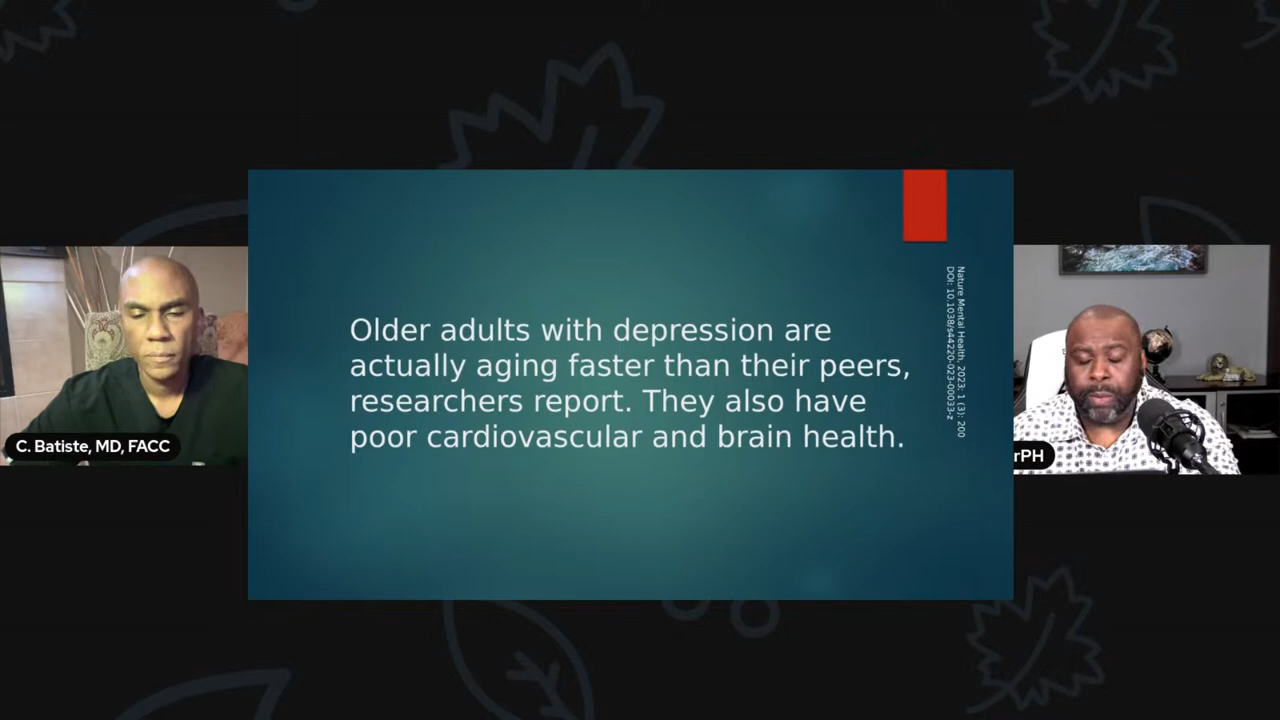 Older adults with depression are
actually aging faster than their peers,
researchers report. They also have
poor cardiovascular and brain health.
Nature Mental Health, 2023; 1 (3): 200
DOI: 10.1038/s44220-023-00033-z
C. Batiste, MD, FACC
rPH